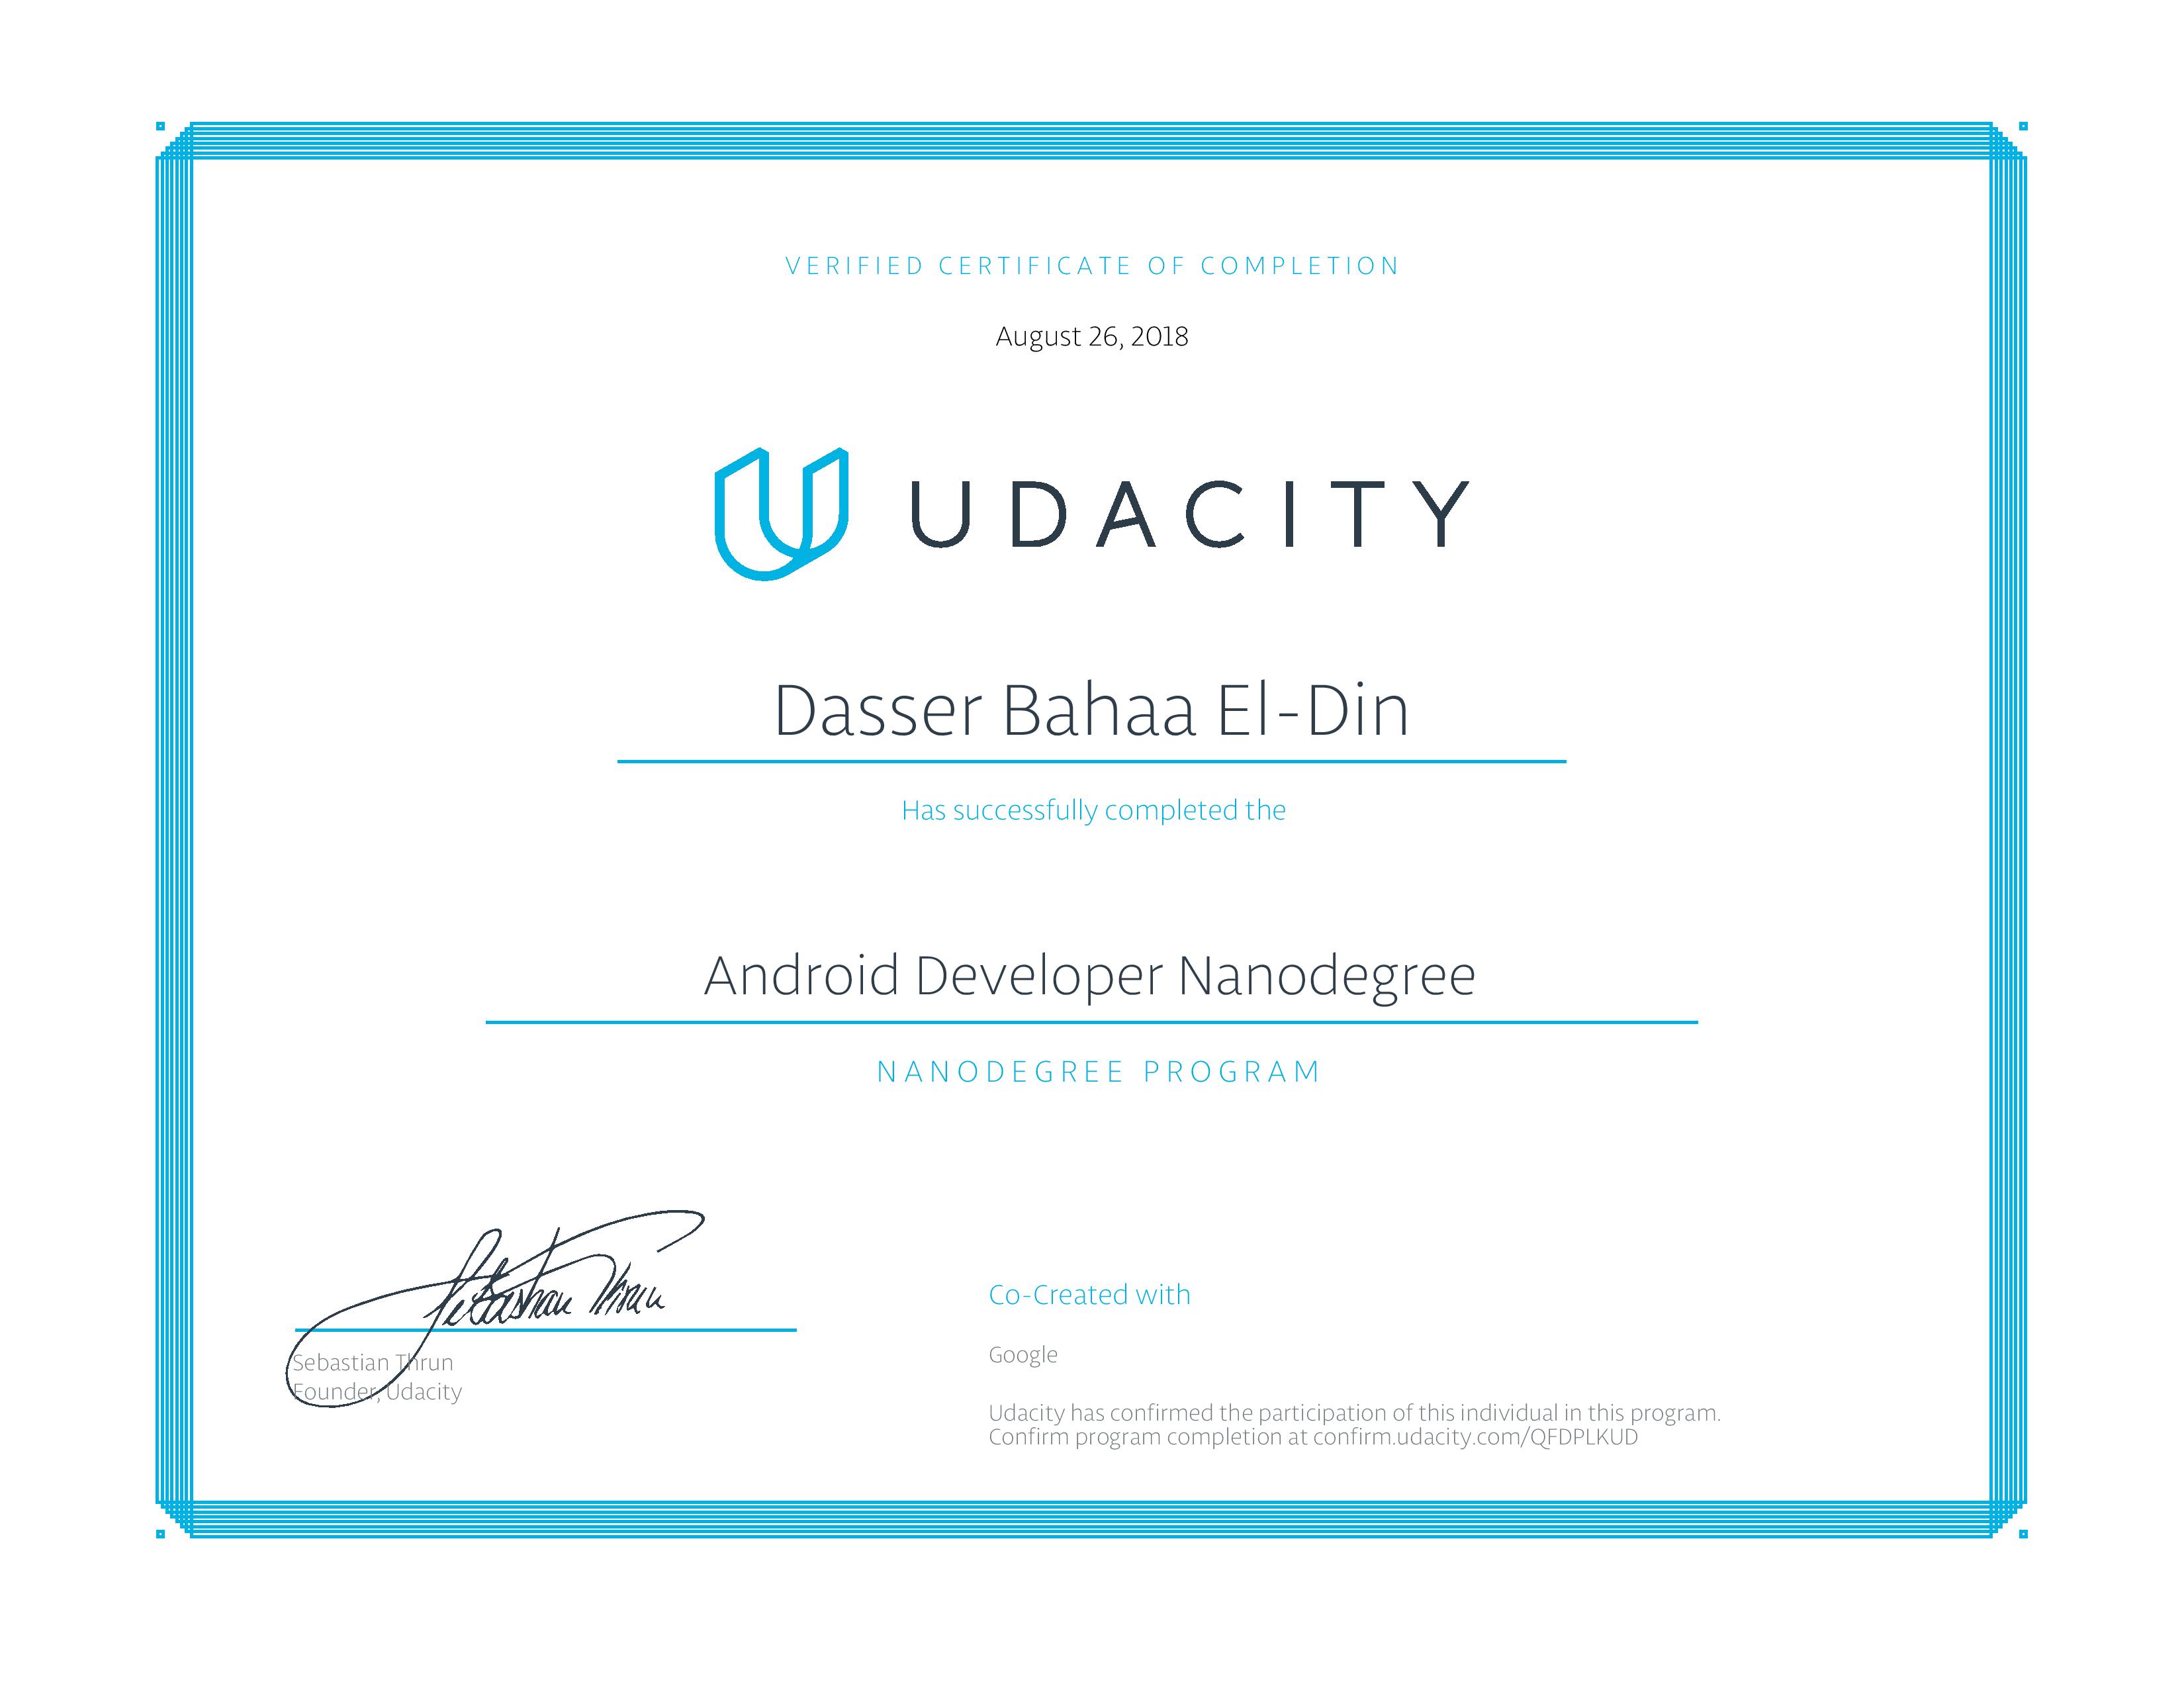 VERIFIED CERTIFICATE OF COMPLETION
August 26, 2018
UDACITY
Dasser Bahaa El-Din
Has successfully completed the
Android Developer Nanodegree
NANODEGREE PROGRAM
Sebastian Thrun
Sebastian Thrun
Founder, Udacity
Co-Created with
Google
Udacity has confirmed the participation of this individual in this program.
Confirm program completion at confirm.udacity.com/QFDPLKUD